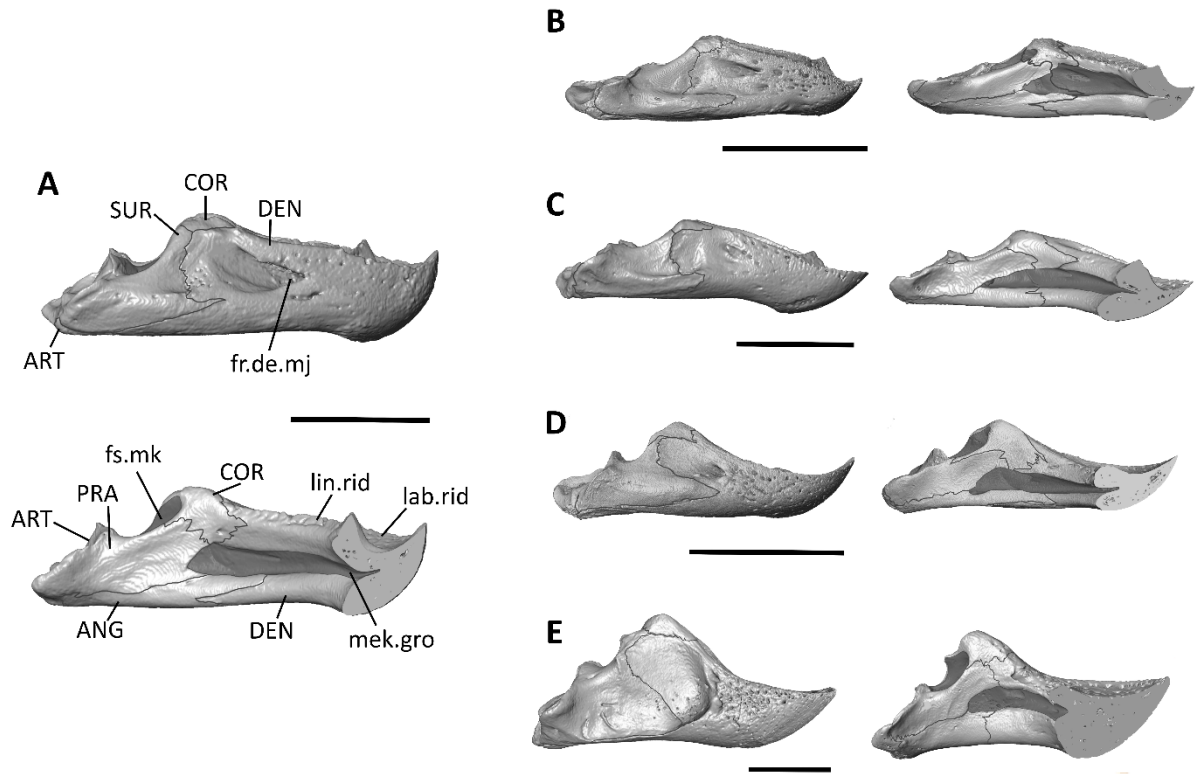 A
COR
SUR
DEN
ART
fr.de.mj
fs.mk
COR
PRA
lin.rid
lab.rid
ART
ANG
DEN
mek.gro
B
C
D
E